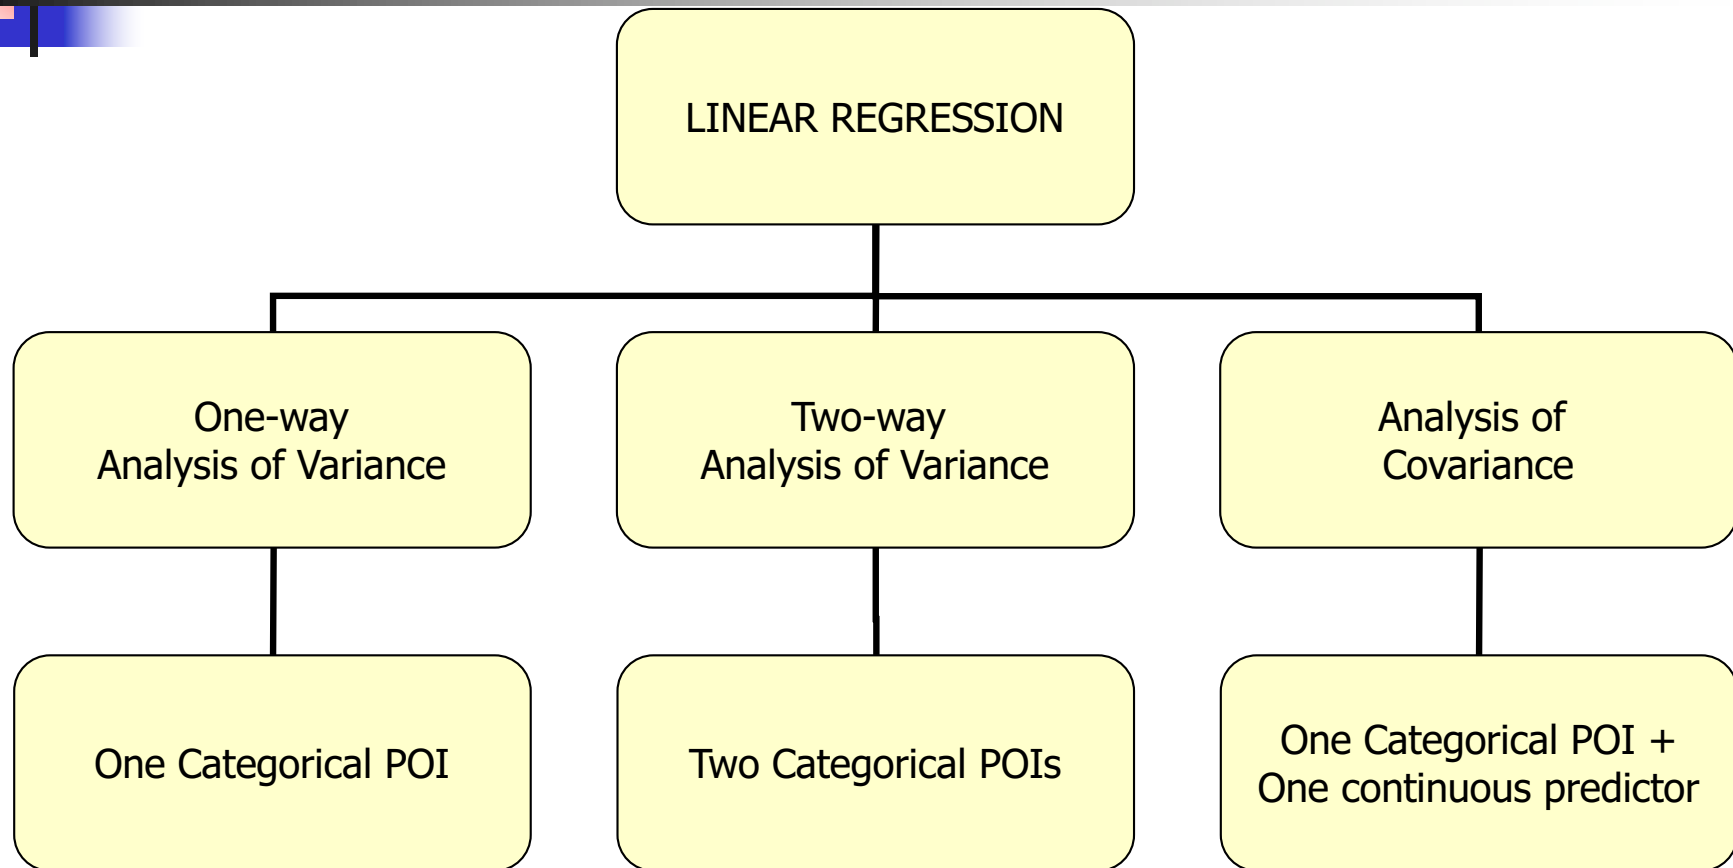 LINEAR REGRESSION
One-way
Analysis of Variance
Two-way
Analysis of Variance
Analysis of
Covariance
One Categorical POI
Two Categorical POIs
One Categorical POI +
One continuous predictor